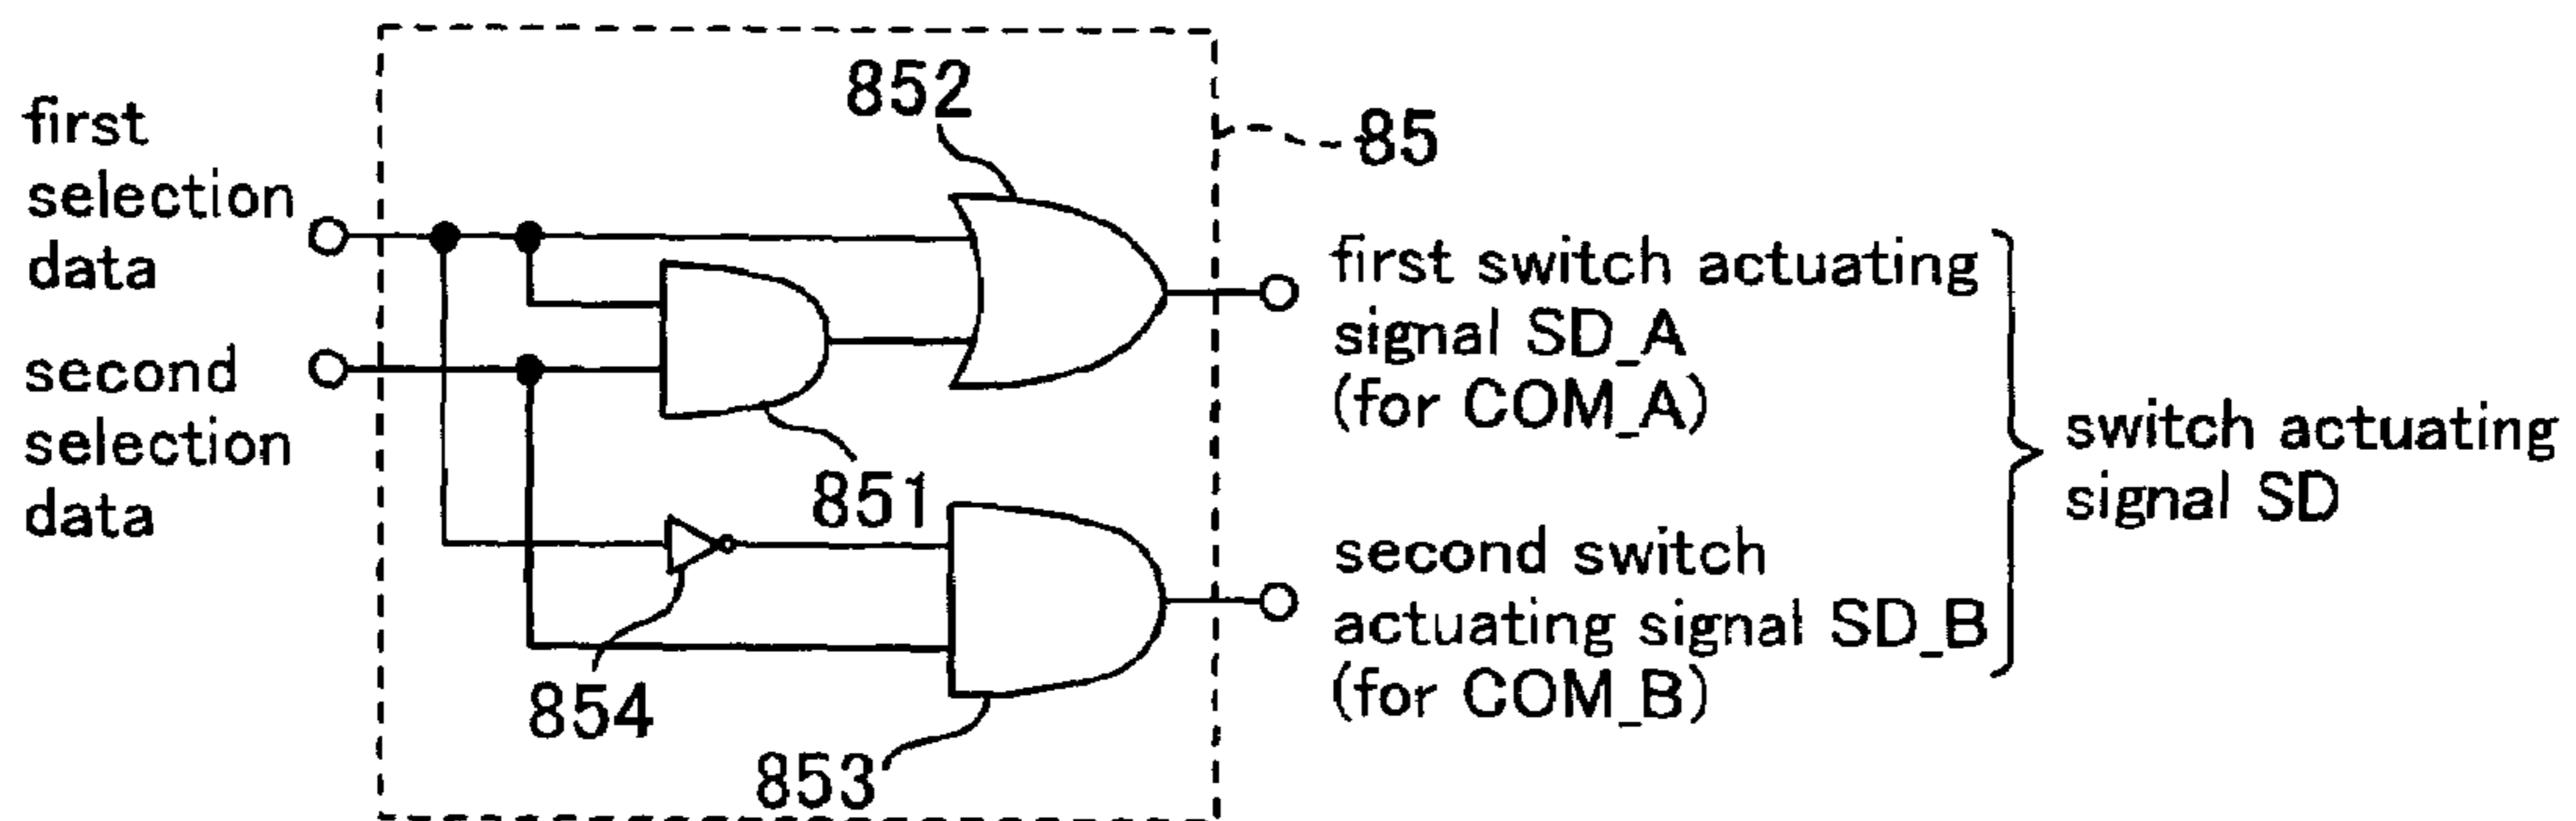 852
85
first
selection
data
first switch actuating
signal SD_A
(for COM_A)
second
selection
data
851
switch actuating
signal SD
second switch
actuating signal SD_B
(for COM_B)
854
853